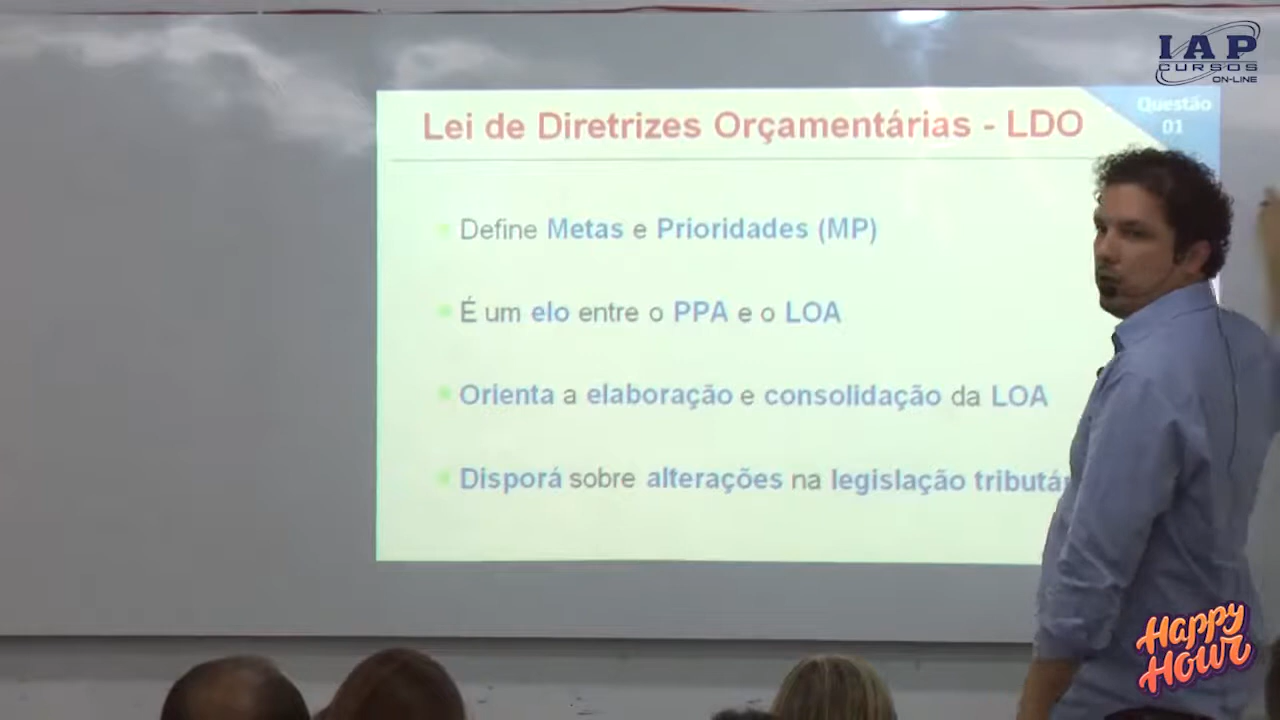 IAP
CURSOS
ON-LINE
Questão
01
Lei de Diretrizes Orçamentárias - LDO
Define Metas e Prioridades (MP)
É um elo entre o PPA e o LOA
Orienta a elaboração e consolidação da LOA
Disporá sobre alterações na legislação
Happy
Hour